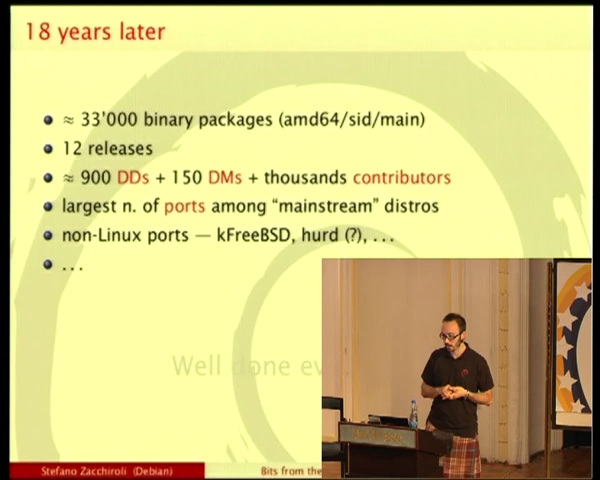 18 years later
≈ 33'000 binary packages (amd64/sid/main)
12 releases
≈ 900 DDs + 150 DMs + thousands contributors
largest n. of ports among “mainstream” distros
non-Linux ports — kFreeBSD, hurd (?), ...
...
Well done
Stefano Zacchiroli (Debian)
Bits from the